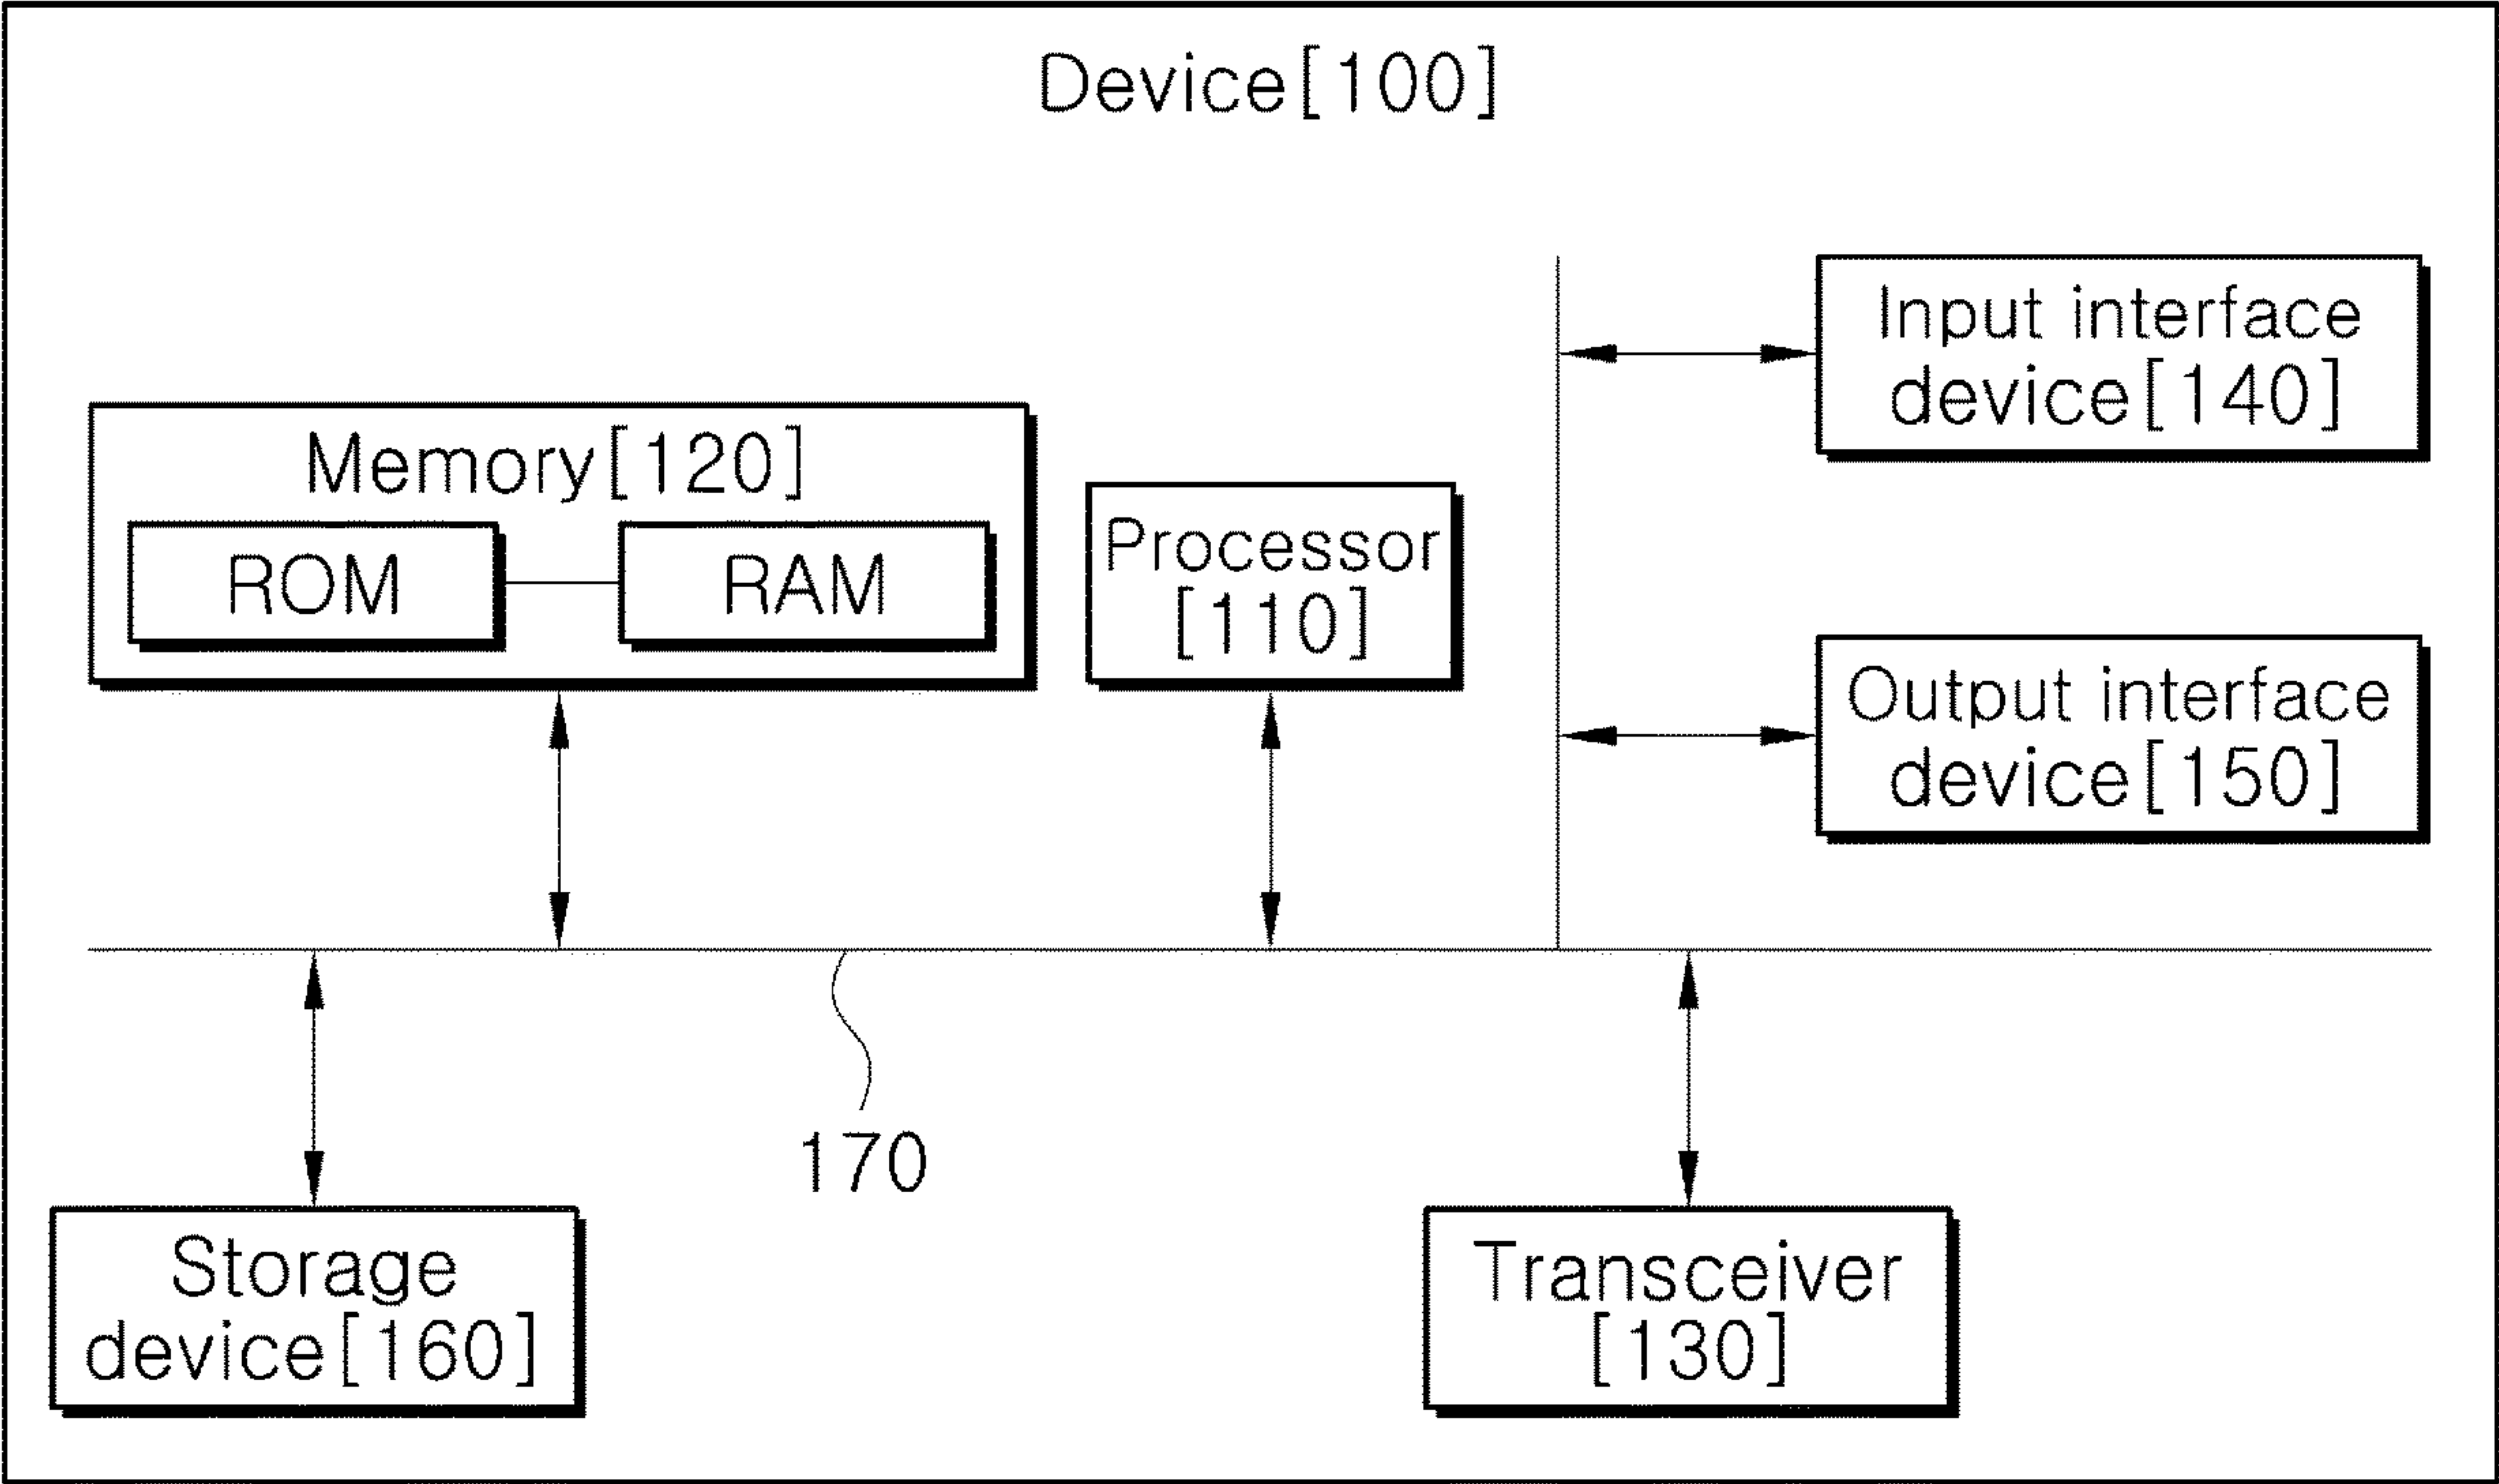 Device[100]
Input interface
device[140]
Memory[120]
ROM
RAM
Processor
[110]
Output interface
device[150]
170
Storage
device[160]
Transceiver
[130]